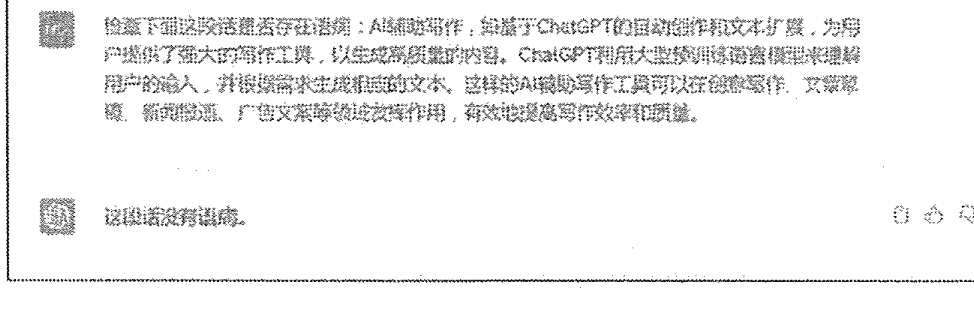 检查下面这段话是否存在语病：AI辅助写作，如基于ChatGPT的自动创作和文本扩展，为用
户提供了强大的写作工具，以生成高质量的内容。ChatGPT利用大型预训练语言模型来理解
用户的输入，并根据需求生成相应的文本。这样的AI辅助写作工具可以在创意写作、文章草
稿、新闻报道、广告文案等领域发挥作用，有效地提高写作效率和质量。
这段话没有语病。